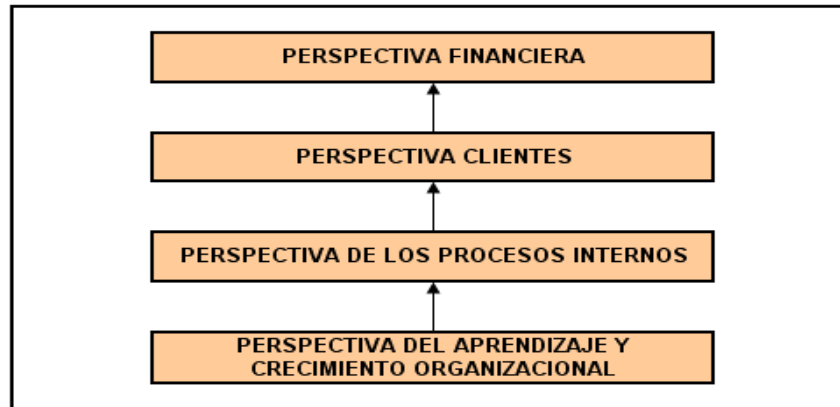 PERSPECTIVA FINANCIERA
PERSPECTIVA CLIENTES
PERSPECTIVA DE LOS PROCESOS INTERNOS
PERSPECTIVA DEL APRENDIZAJE Y
CRECIMIENTO ORGANIZACIONAL